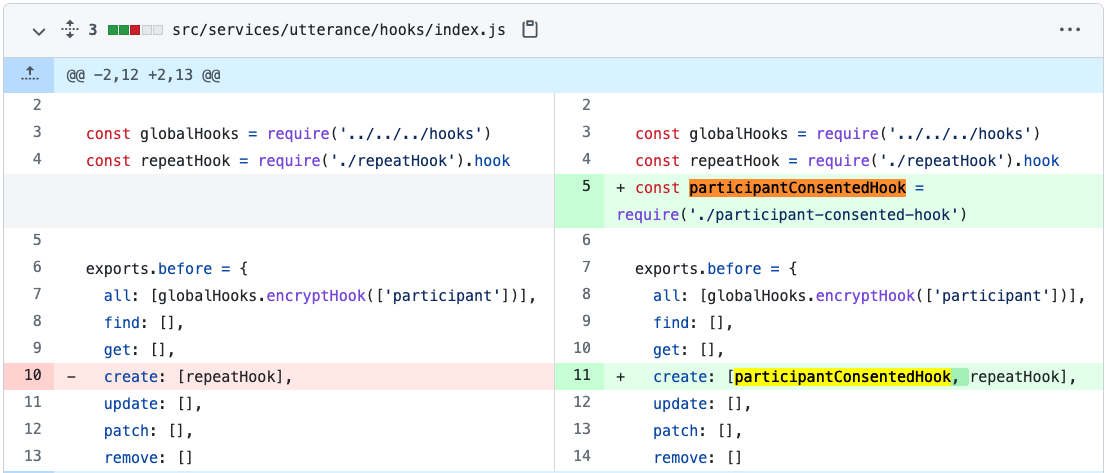 3 src/services/utterance/hooks/index.js
@@ -2,12 +2,13 @@
2
3 const globalHooks = require('../../../hooks')
4 const repeatHook = require('./repeatHook').hook
5
6 exports.before = {
7 all: [globalHooks.encryptHook(['participant'])],
8 find: [],
9 get: [],
10 - create: [repeatHook],
11 update: [],
12 patch: [],
13 remove: []
2
3 const globalHooks = require('../../../hooks')
4 const repeatHook = require('./repeatHook').hook
5 + const participantConsentedHook =
require('./participant-consented-hook')
6
7 exports.before = {
8 all: [globalHooks.encryptHook(['participant'])],
9 find: [],
10 get: [],
11 + create: [participantConsentedHook, repeatHook],
12 update: [],
13 patch: [],
14 remove: []